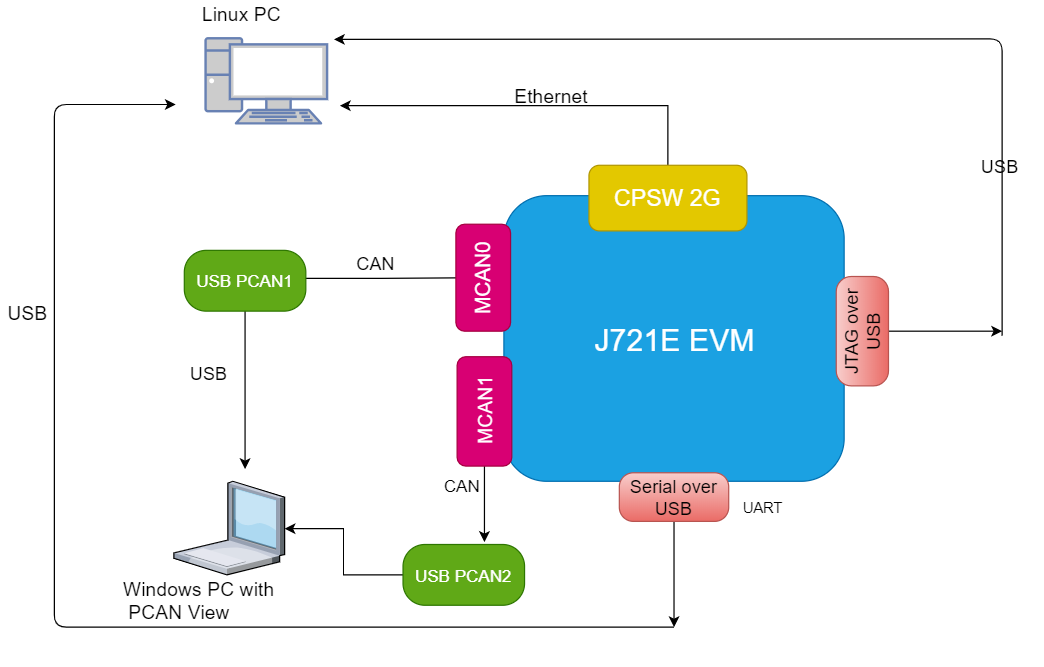 Linux PC
Ethernet
USB
CPSW 2G
MCAN0
CAN
USB PCAN1
USB
J721E EVM
JTAG over
USB
USB
MCAN1
CAN
Serial over
USB
UART
USB PCAN2
Windows PC with
PCAN View